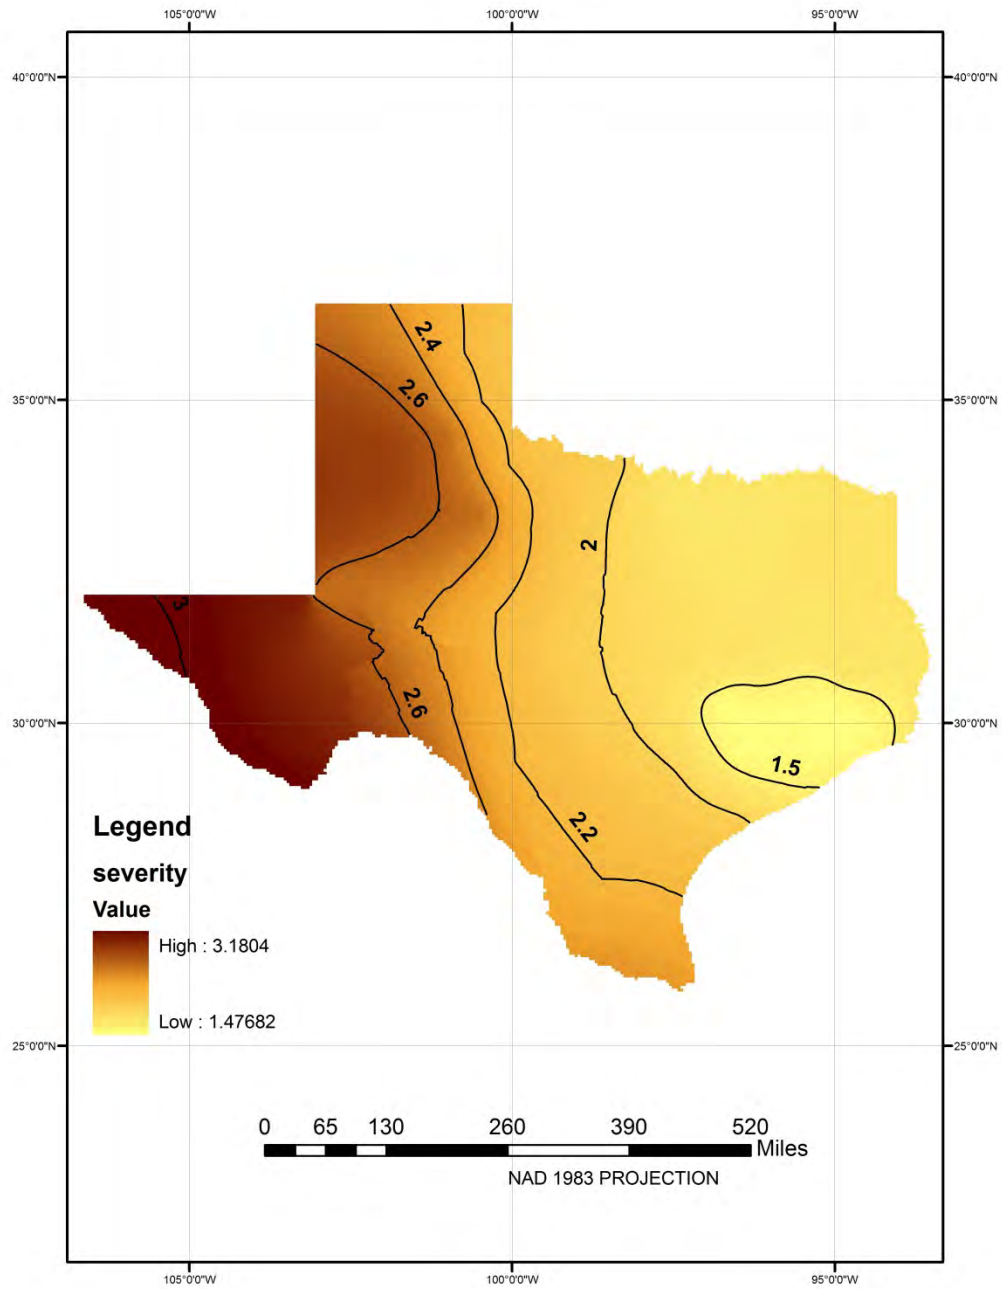 105°0'0"W 100°0'0"W 95°0'0"W
40°0'0"N 40°0'0"N
2.4
2.6
35°0'0"N 35°0'0"N
2
3
2.6
30°0'0"N 30°0'0"N
1.5
2.2
Legend
severity
Value
High : 3.1804
Low : 1.47682
25°0'0"N 25°0'0"N
0 65 130 260 390 520
Miles
NAD 1983 PROJECTION
105°0'0"W 100°0'0"W 95°0'0"W